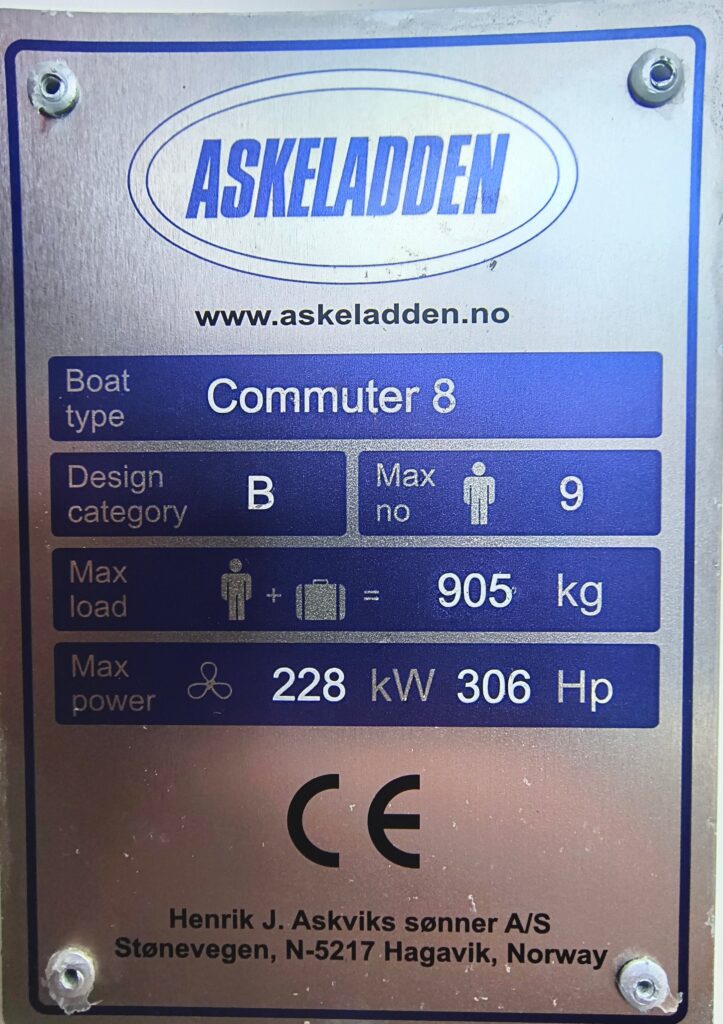 ASKELADDEN
www.askeladden.no
Boat type Commuter 8
Design category B Max no 9
Max load + = 905 kg
Max power 228 kW 306 Hp
CE
Henrik J. Askviks sønner A/S
Stønevegen, N-5217 Hagavik, Norway